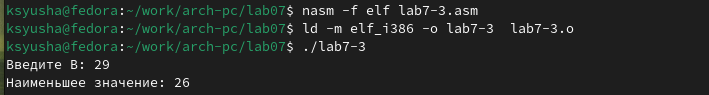 ksyusha@fedora:~/work/arch-pc/lab07$ nasm -f elf lab7-3.asm
ksyusha@fedora:~/work/arch-pc/lab07$ ld -m elf_i386 -o lab7-3  lab7-3.o
ksyusha@fedora:~/work/arch-pc/lab07$ ./lab7-3
Введите В: 29
Наименьшее значение: 26